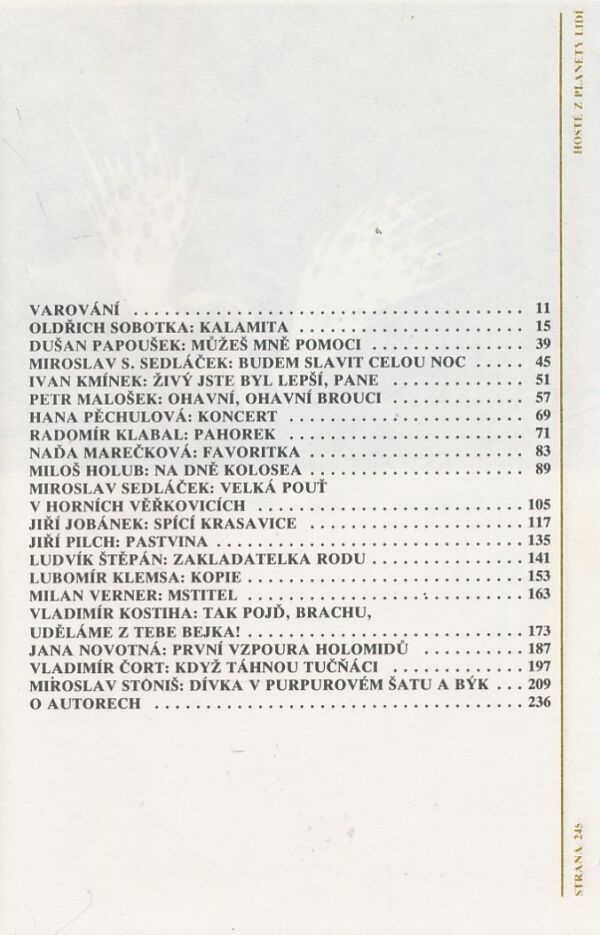 HOSTÉ Z PLANETY LIDÍ
VAROVÁNÍ ........................................ 11
OLDŘICH SOBOTKA: KALAMITA ........................ 15
DUŠAN PAPOUŠEK: MŮŽEŠ MNĚ POMOCI ................ 39
MIROSLAV S. SEDLÁČEK: BUDEM SLAVIT CELOU NOC ..... 45
IVAN KMÍNEK: ŽIVÝ JSTE BYL LEPŠÍ, PANE ............. 51
PETR MALOŠEK: OHAVNÍ, OHAVNÍ BROUCI .............. 57
HANA PĚCHULOVÁ: KONCERT ........................ 69
RADOMÍR KLABAL: PAHOREK ........................ 71
NAĎA MAREČKOVÁ: FAVORITKA ...................... 83
MILOŠ HOLUB: NA DNĚ KOLOSEA ...................... 89
MIROSLAV SEDLÁČEK: VELKÁ POUŤ
V HORNÍCH VĚŘKOVICÍCH ........................... 105
JIŘÍ JOBÁNEK: SPÍCÍ KRASAVICE ..................... 117
JIŘÍ PILCH: PASTVINA ............................... 135
LUDVÍK ŠTĚPÁN: ZAKLADATELKA RODU ............... 141
LUBOMÍR KLEMSA: KOPIE ........................... 153
MILAN VERNER: MSTITEL ............................ 163
VLADIMÍR KOSTIHA: TAK POJĎ, BRACHU,
UDĚLÁME Z TEBE BEJKA! ........................... 173
JANA NOVOTNÁ: PRVNÍ VZPOURA HOLOMIDŮ ........... 187
VLADIMÍR ČORT: KDYŽ TÁHNOU TUČŇÁCI ............. 197
MIROSLAV STONIŠ: DÍVKA V PURPUROVÉM ŠATU A BÝK ... 209
O AUTORECH .................................... 236
STRANA 245